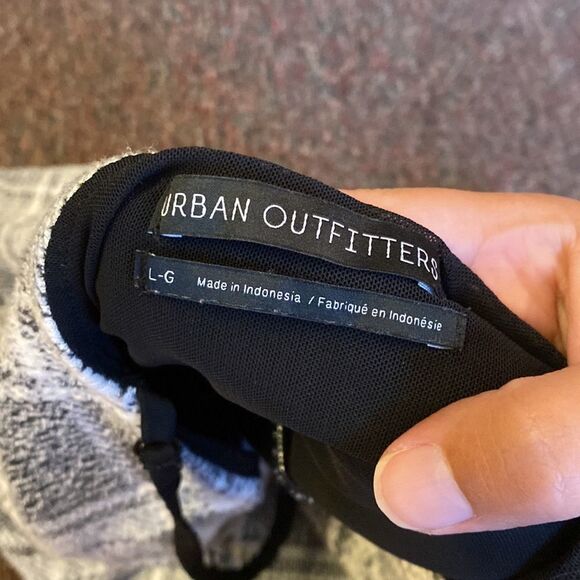 URBAN OUTFITTERS
L-G Made in Indonesia / Fabriqué en Indonésie